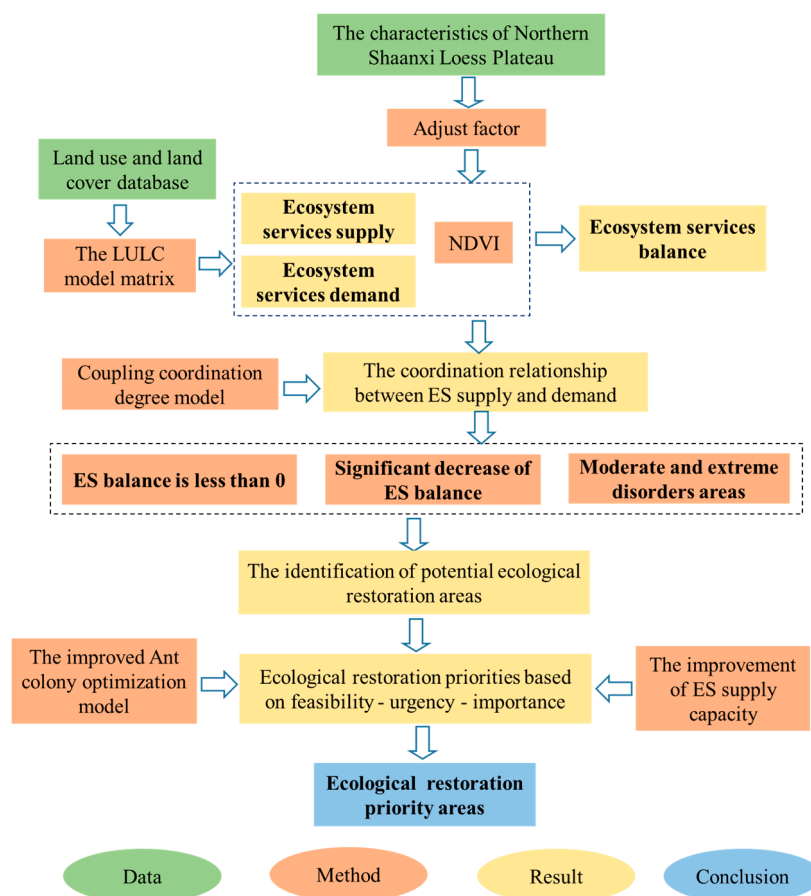 The characteristics of Northern
Shaanxi Loess Plateau
Adjust factor
Land use and land
cover database
The LULC
model matrix
Ecosystem
services supply
Ecosystem
services demand
NDVI
Ecosystem services
balance
Coupling coordination
degree model
The coordination relationship
between ES supply and demand
ES balance is less than 0
Significant decrease of
ES balance
Moderate and extreme
disorders areas
The identification of potential ecological
restoration areas
The improved Ant
colony optimization
model
Ecological restoration priorities based
on feasibility - urgency - importance
The improvement
of ES supply
capacity
Ecological restoration
priority areas
Data
Method
Result
Conclusion